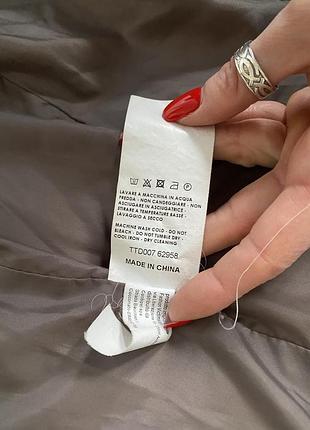 LAVARE A MACCHINA IN ACQUA
FREDDA - NON CANDEGGIARE - NON
ASCIUGARE IN ASCIUGATRICE -
STIRARE A TEMPERATURE BASSE -
LAVAGGIO A SECCO
MACHINE WASH COLD - DO NOT
BLEACH - DO NOT TUMBLE DRY -
COOL IRON - DRY CLEANING
TTD007 62958
MADE IN CHINA